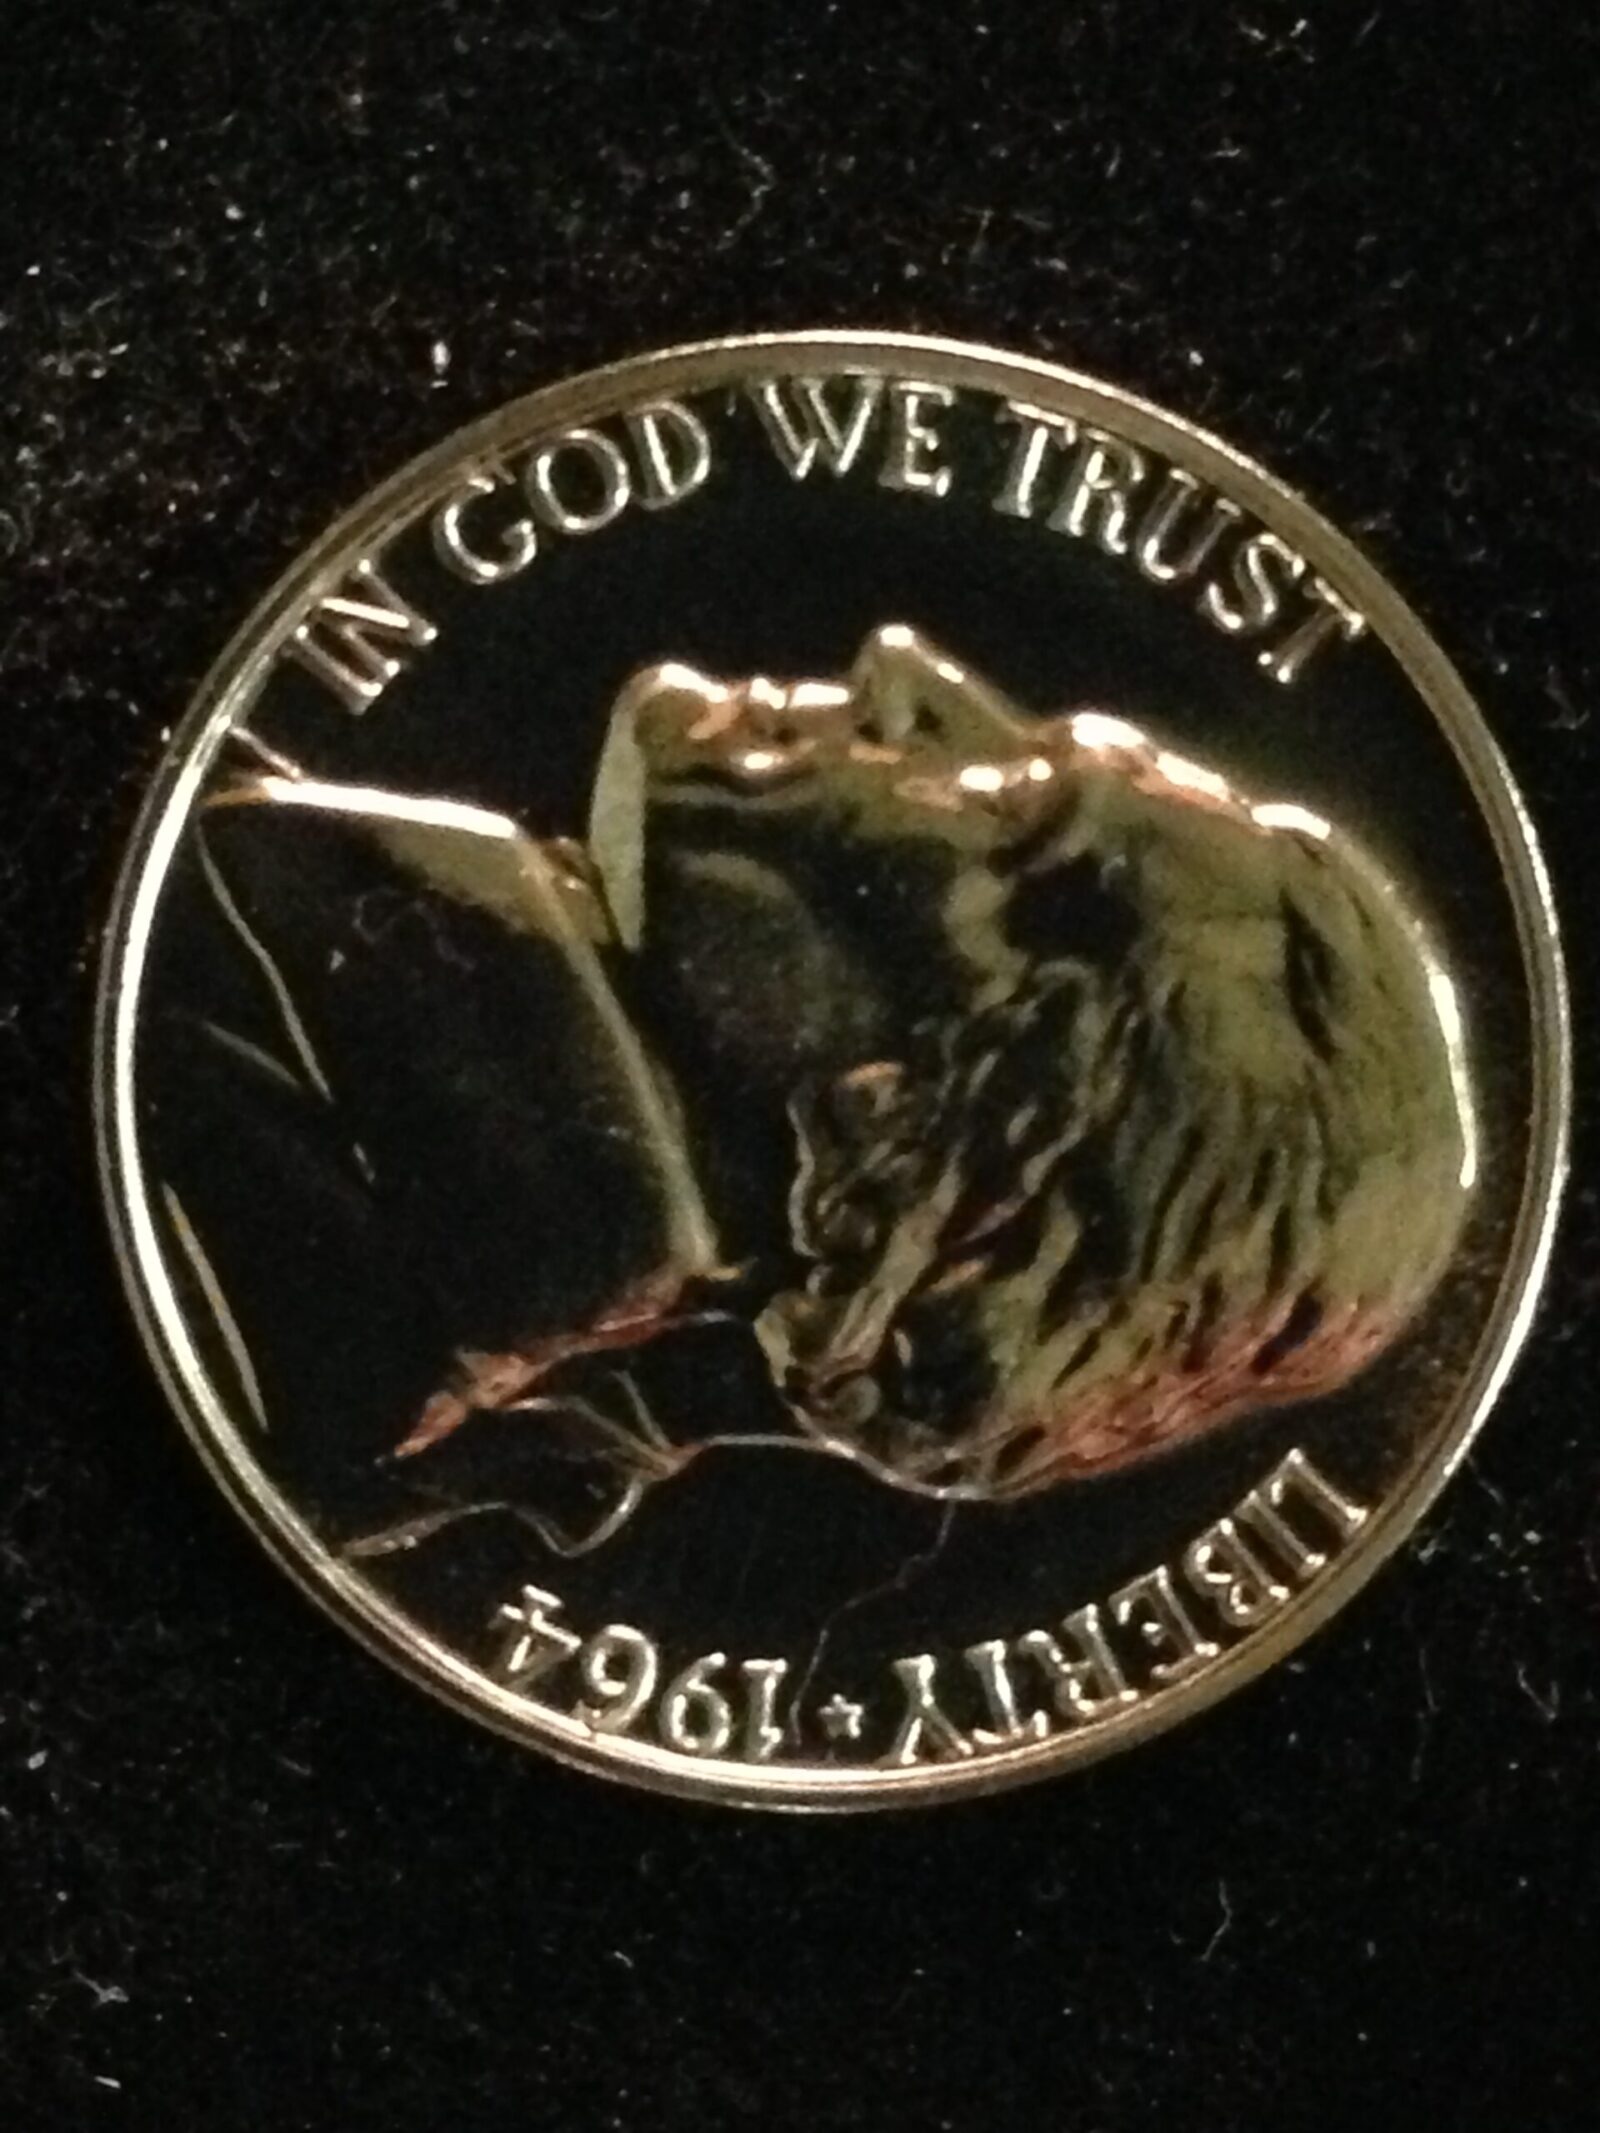 IN GOD WE TRUST
LIBERTY ★ 1964